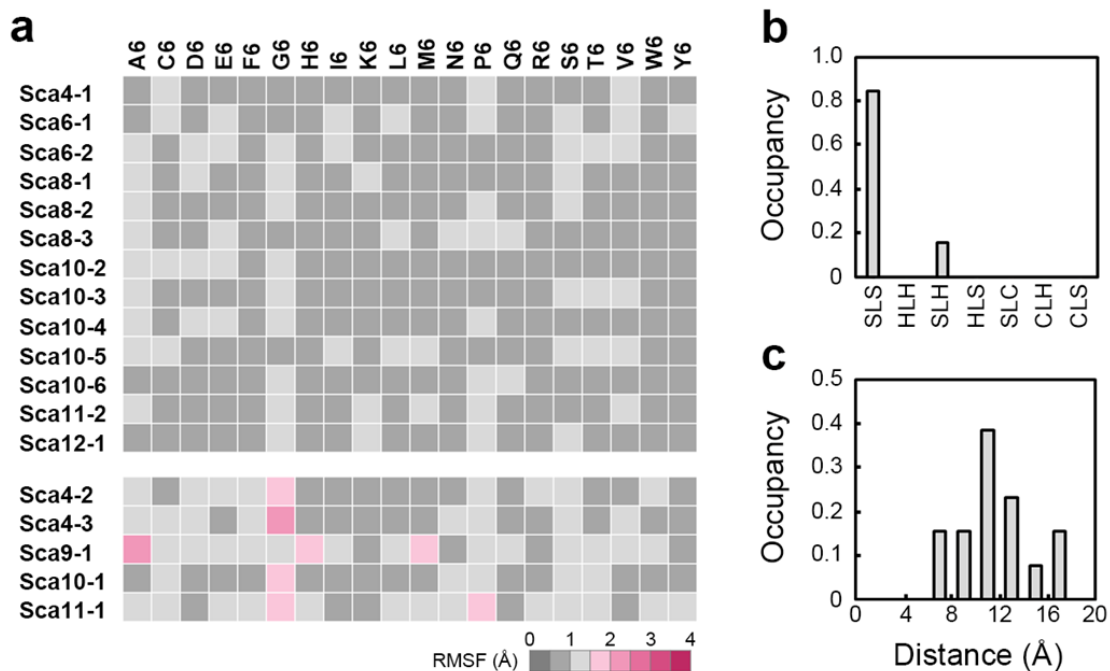 a
A6 C6 D6 E6 F6 G6 H6 I6 K6 L6 M6 N6 P6 Q6 R6 S6 T6 V6 W6 Y6
Sca4-1
Sca6-1
Sca6-2
Sca8-1
Sca8-2
Sca8-3
Sca10-2
Sca10-3
Sca10-4
Sca10-5
Sca10-6
Sca11-2
Sca12-1
Sca4-2
Sca4-3
Sca9-1
Sca10-1
Sca11-1
0 1 2 3 4
RMSF (Å)
b
Occupancy
1.0
0.8
0.6
0.4
0.2
0
SLS HLH SLH HLS SLC CLH CLS
c
Occupancy
0.5
0.4
0.3
0.2
0.1
0
0 4 8 12 16 20
Distance (Å)